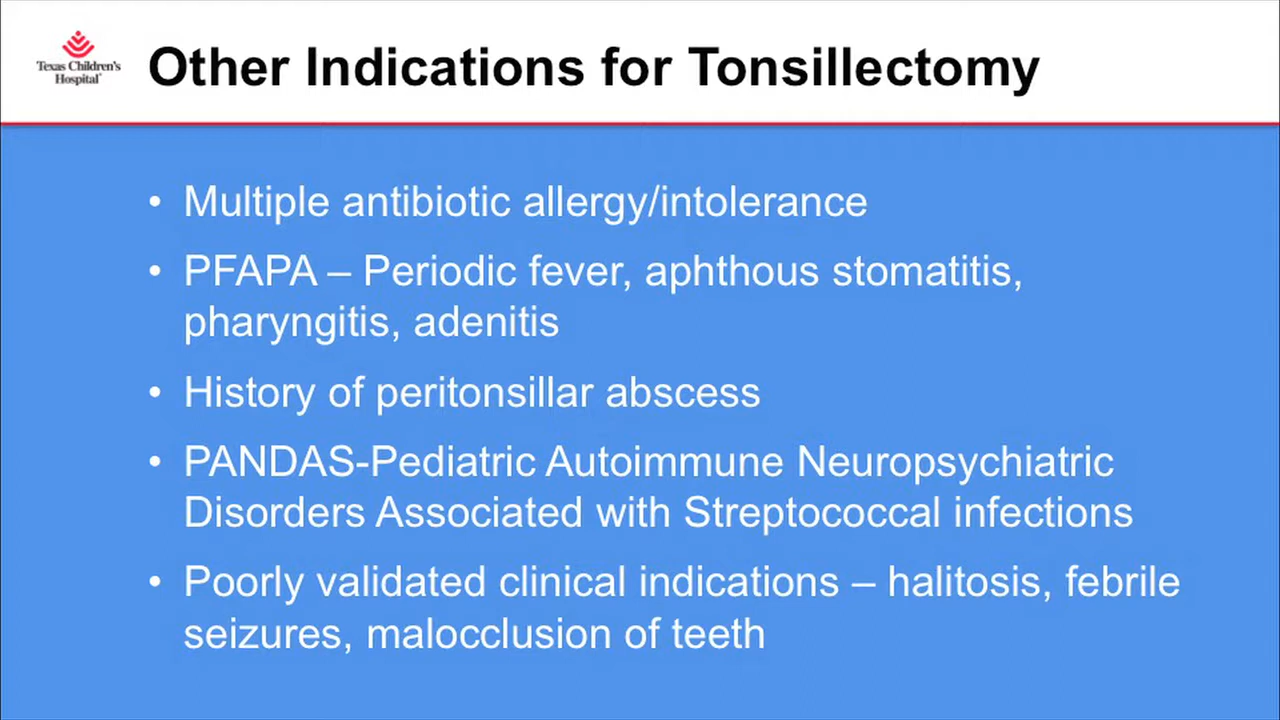 Texas Children's
Hospital
Other Indications for Tonsillectomy
• Multiple antibiotic allergy/intolerance
• PFAPA – Periodic fever, aphthous stomatitis,
pharyngitis, adenitis
• History of peritonsillar abscess
• PANDAS-Pediatric Autoimmune Neuropsychiatric
Disorders Associated with Streptococcal infections
• Poorly validated clinical indications – halitosis, febrile
seizures, malocclusion of teeth